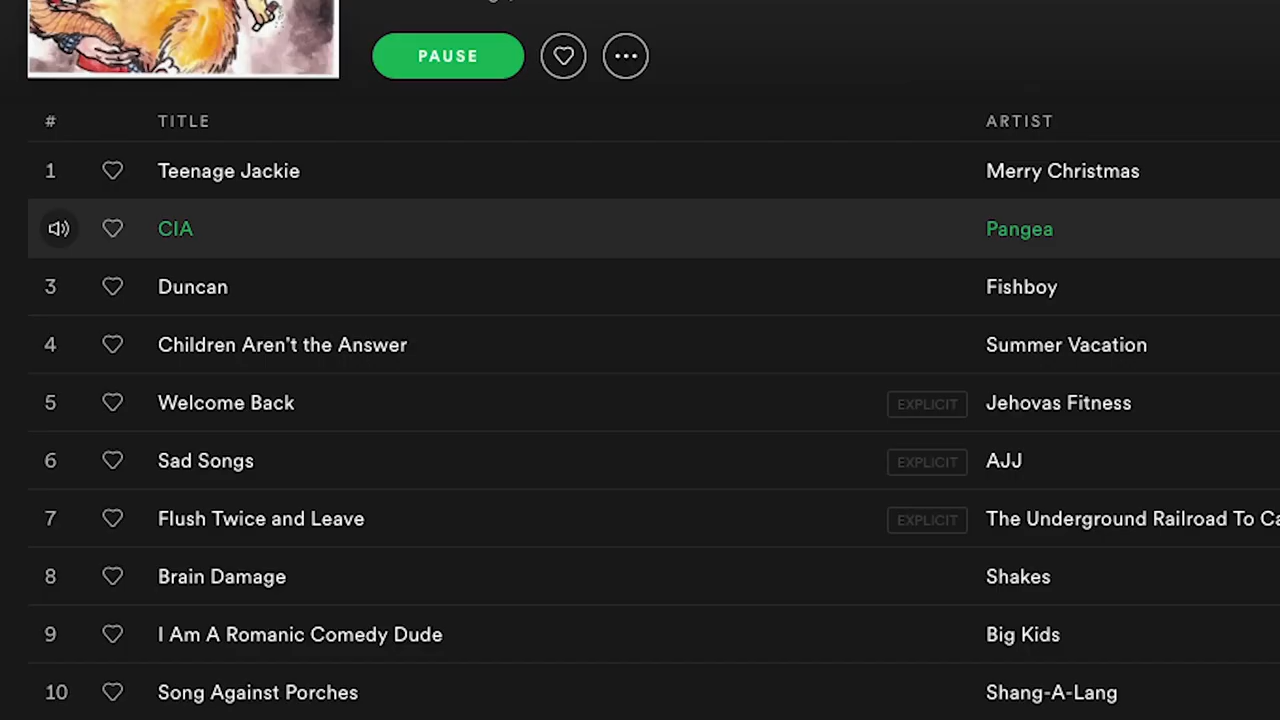 PAUSE
# TITLE ARTIST
1 Teenage Jackie Merry Christmas
CIA Pangea
3 Duncan Fishboy
4 Children Aren't the Answer Summer Vacation
5 Welcome Back EXPLICIT Jehovas Fitness
6 Sad Songs EXPLICIT AJJ
7 Flush Twice and Leave EXPLICIT The Underground Railroad To
8 Brain Damage Shakes
9 I Am A Romanic Comedy Dude Big Kids
10 Song Against Porches Shang-A-Lang